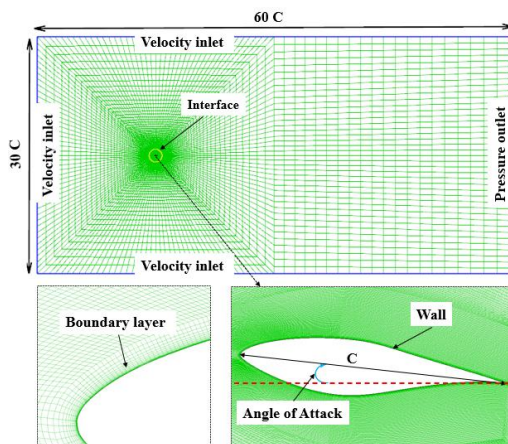 60 C
Velocity inlet
Interface
30 C
Velocity inlet
Pressure outlet
Velocity inlet
Boundary layer
Wall
C
Angle of Attack